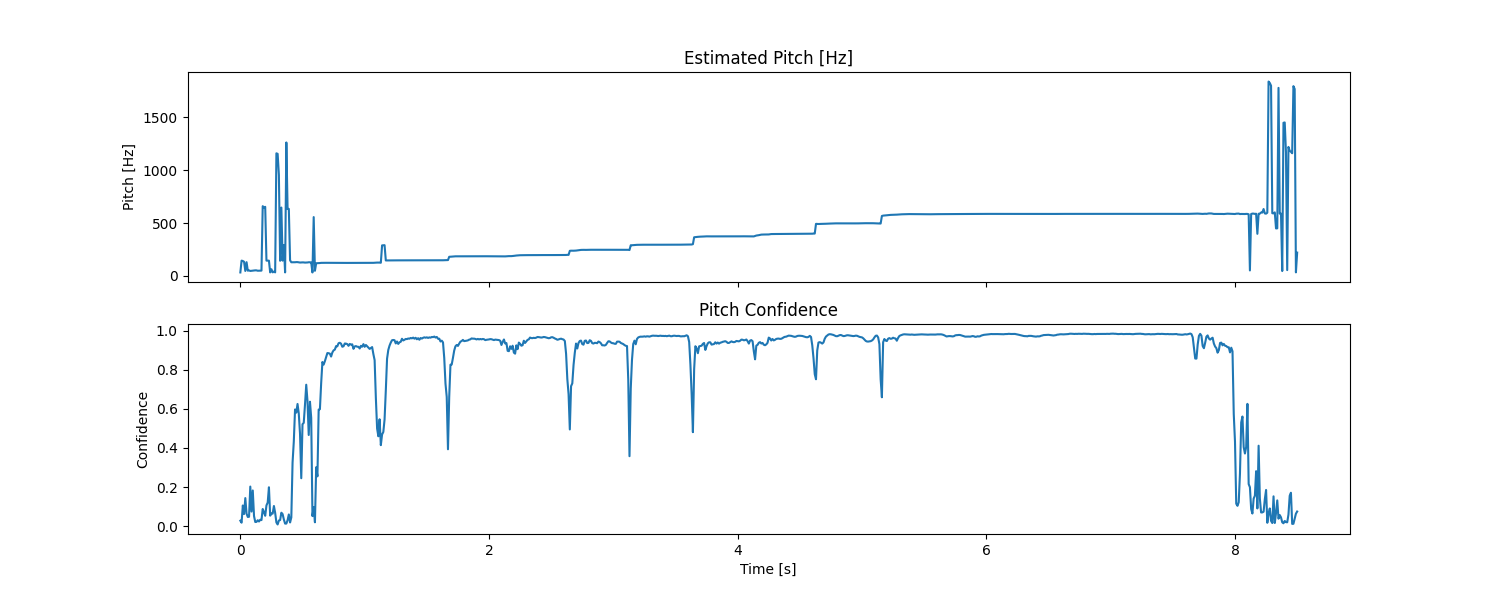 Estimated Pitch [Hz]
Pitch [Hz]
1500
1000
500
0
Pitch Confidence
Confidence
1.0
0.8
0.6
0.4
0.2
0.0
0 2 4 6 8
Time [s]